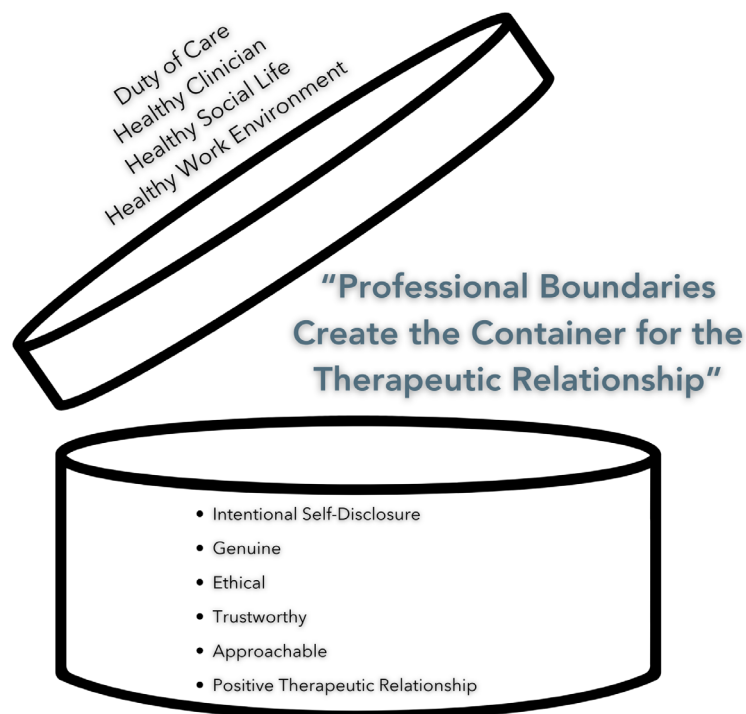 Duty of Care
Healthy Clinician
Healthy Social Life
Healthy Work Environment
“Professional Boundaries
Create the Container for the
Therapeutic Relationship”
• Intentional Self-Disclosure
• Genuine
• Ethical
• Trustworthy
• Approachable
• Positive Therapeutic Relationship